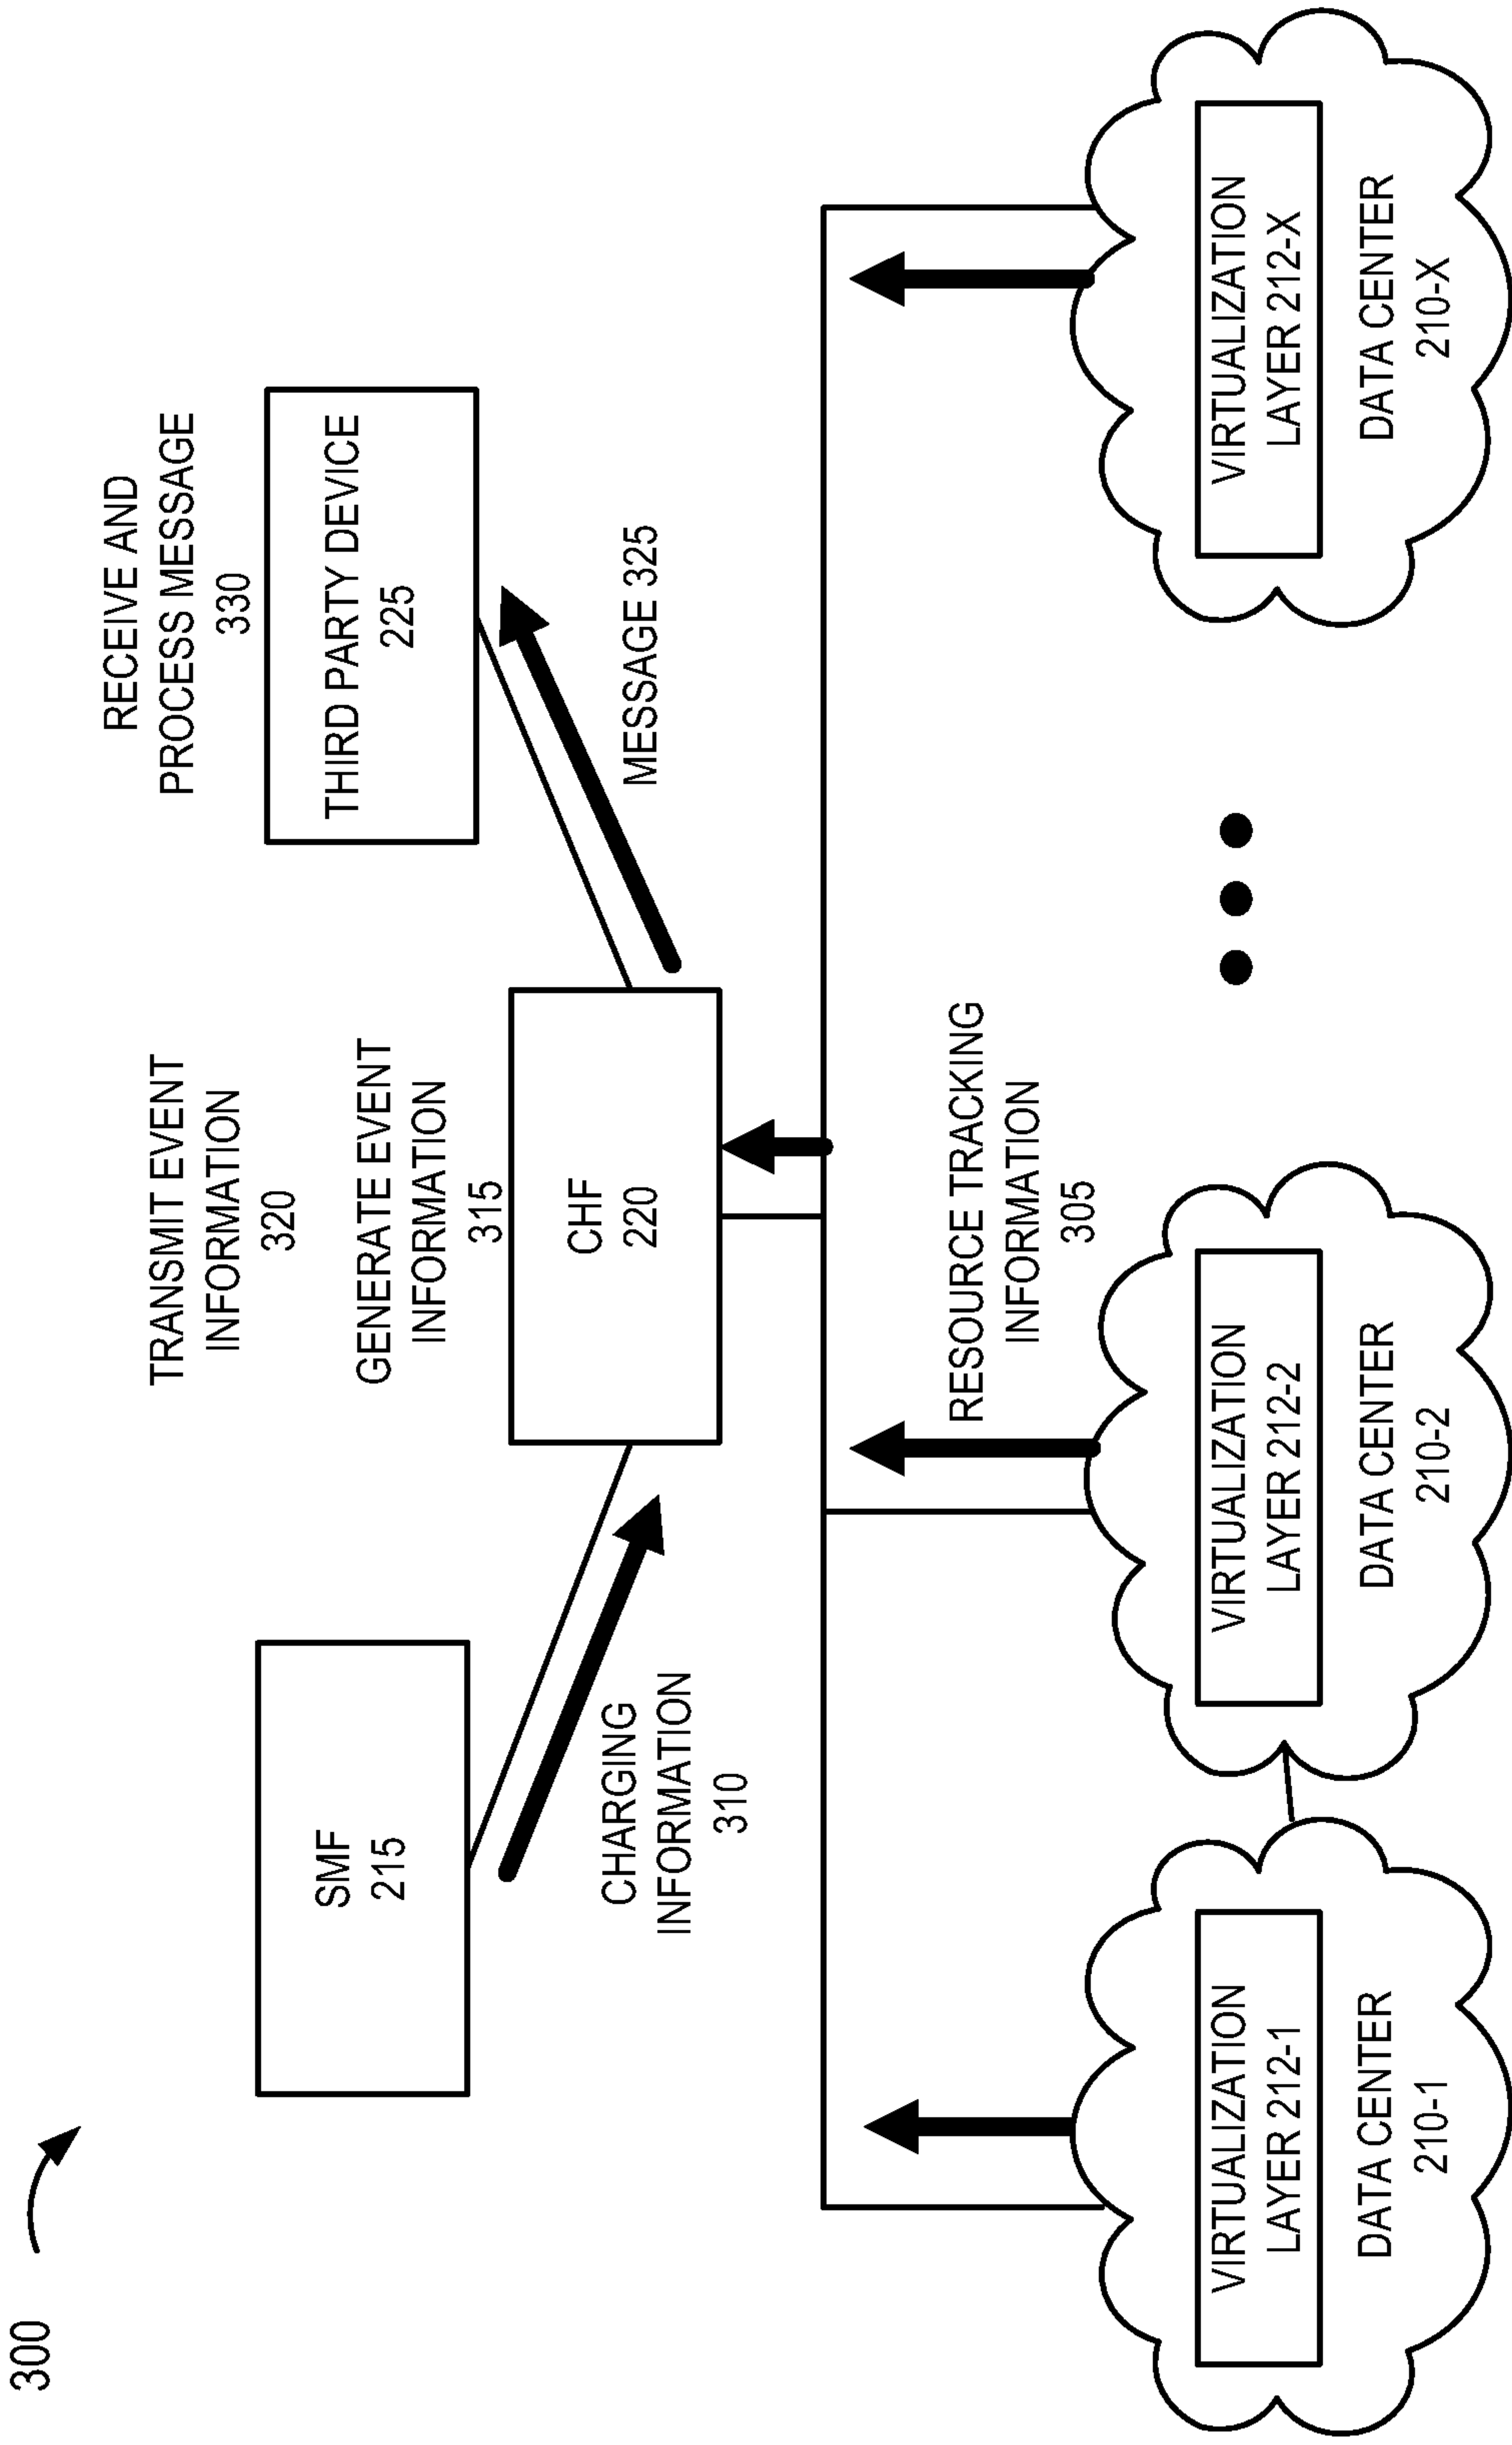 300
RECEIVE AND
PROCESS MESSAGE
330
TRANSMIT EVENT
INFORMATION
320
THIRD PARTY DEVICE
225
SMF
215
GENERATE EVENT
INFORMATION
315
CHF
220
CHARGING
INFORMATION
310
MESSAGE 325
RESOURCE TRACKING
INFORMATION
305
VIRTUALIZATION
LAYER 212-1
DATA CENTER
210-1
VIRTUALIZATION
LAYER 212-2
DATA CENTER
210-2
VIRTUALIZATION
LAYER 212-X
DATA CENTER
210-X